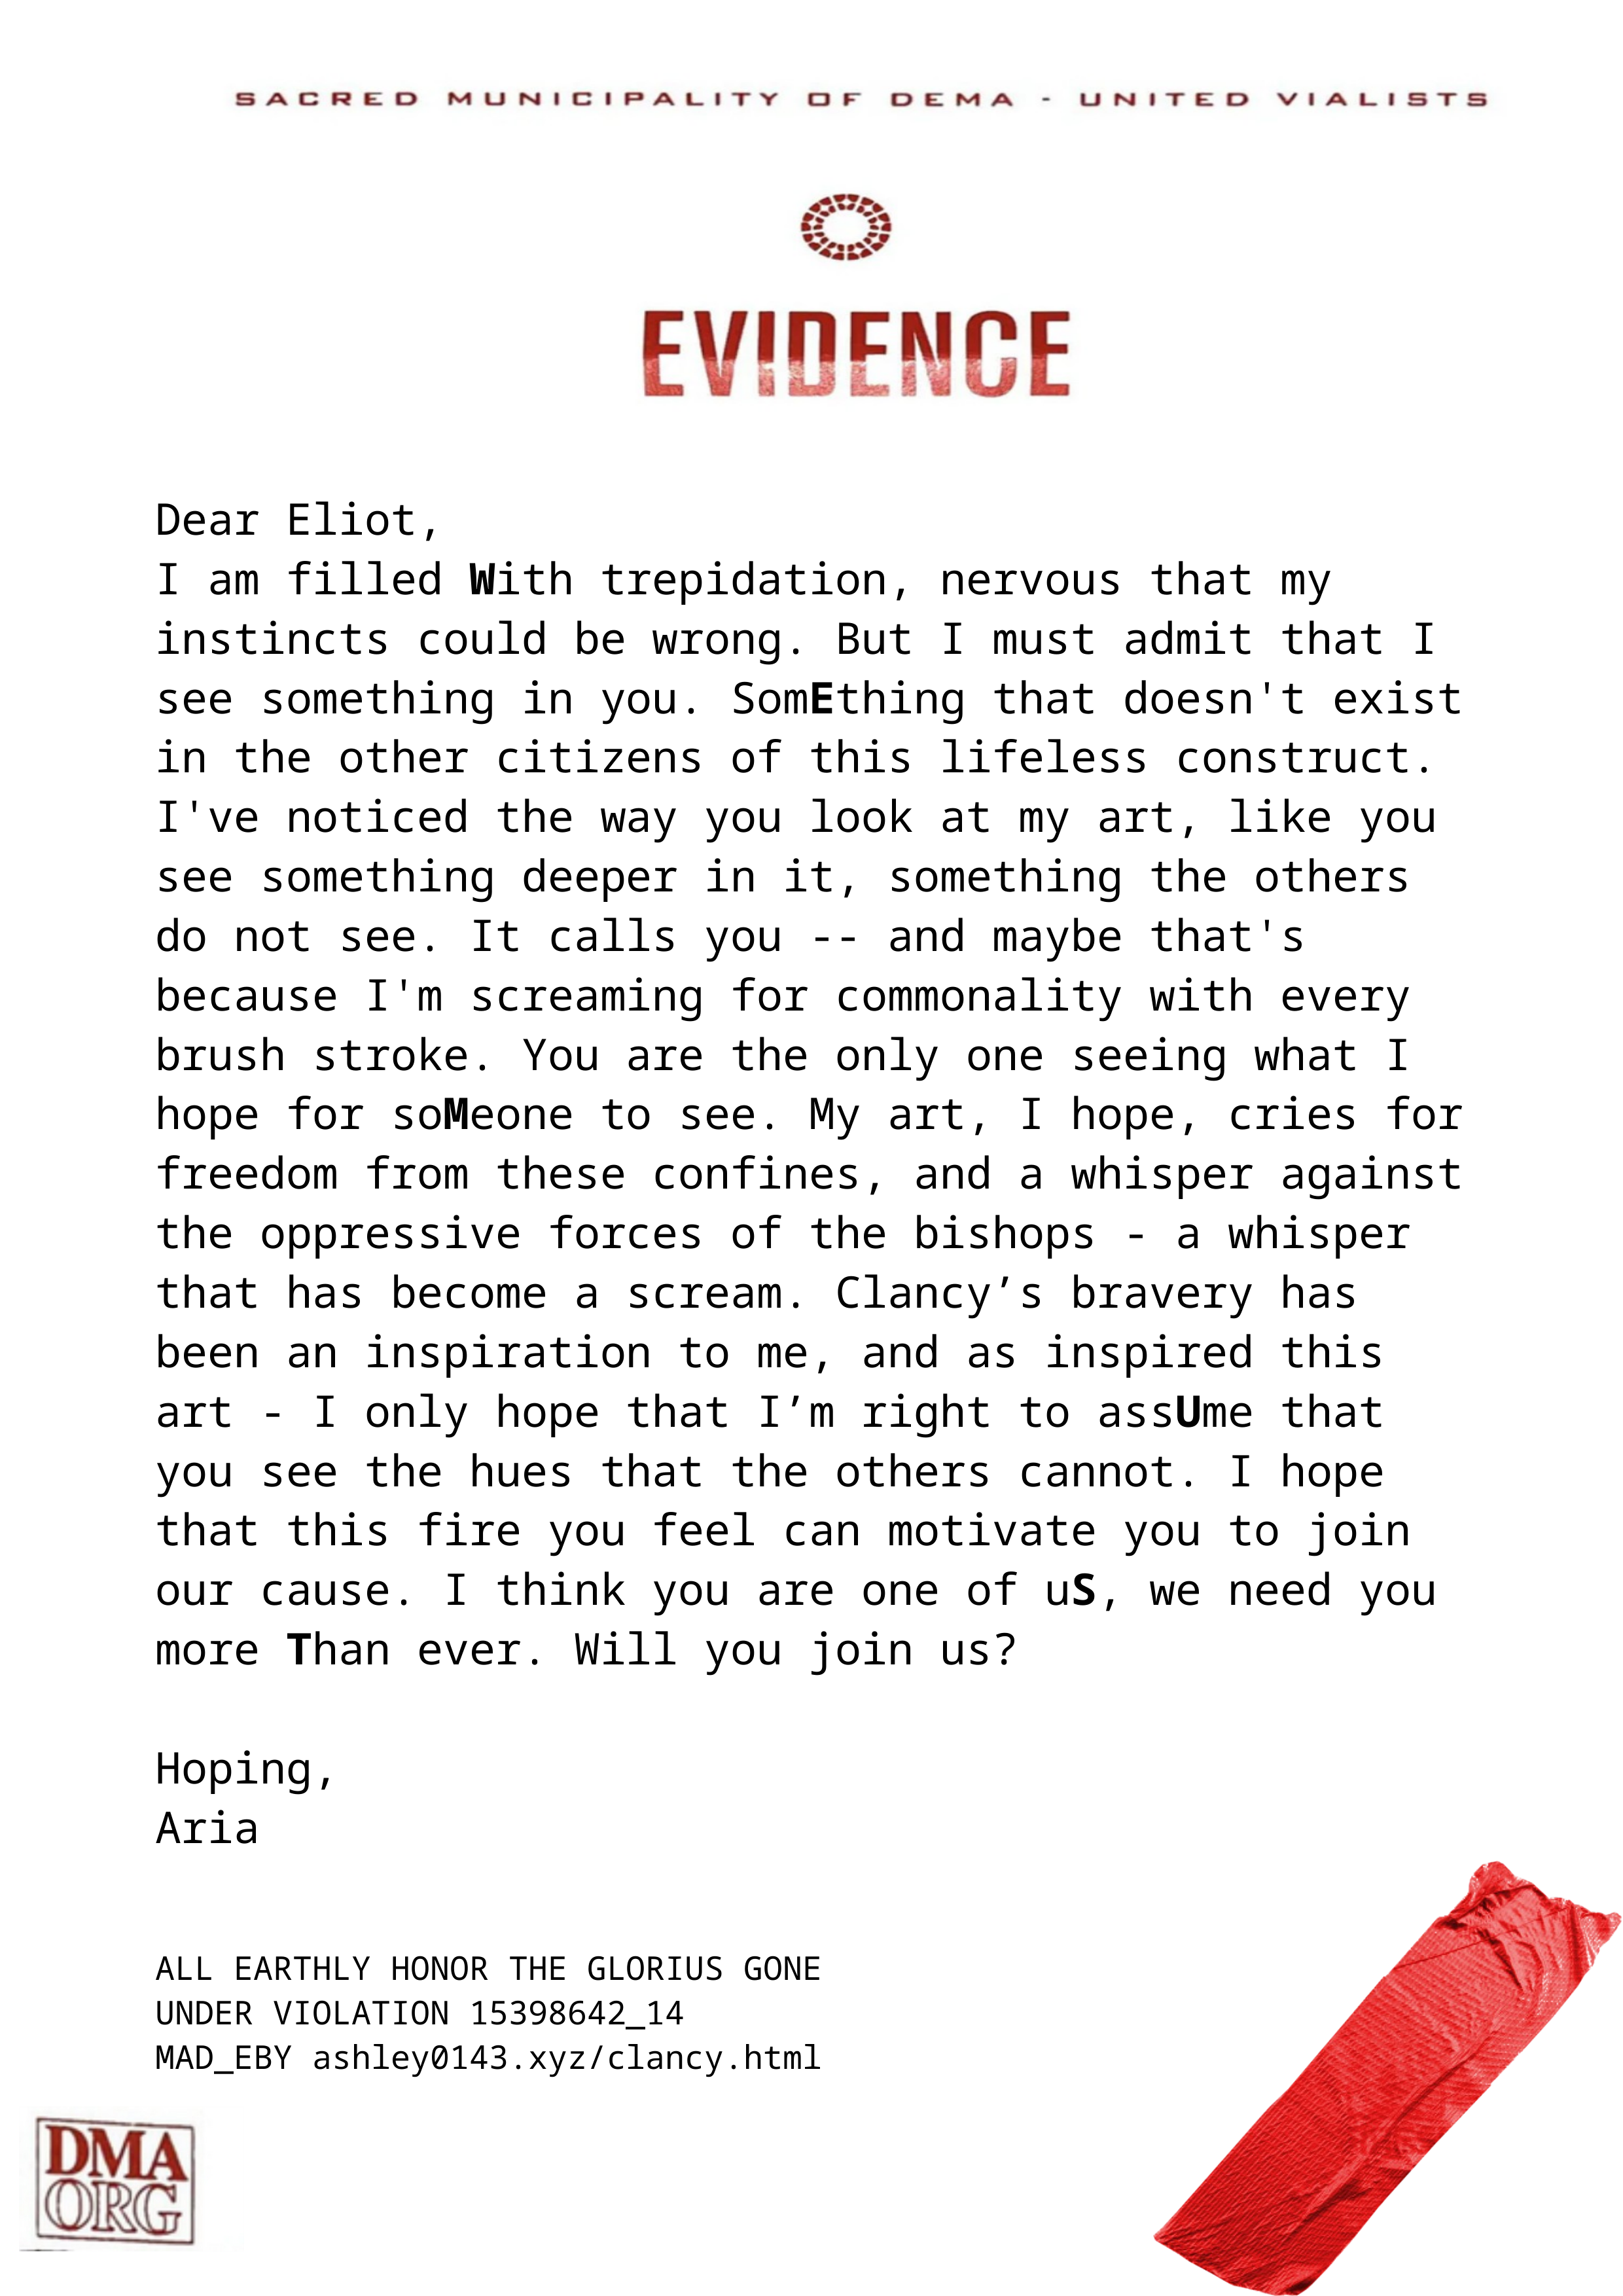 SACRED MUNICIPALITY OF DEMA - UNITED VIALISTS
EVIDENCE
Dear Eliot,
I am filled With trepidation, nervous that my
instincts could be wrong. But I must admit that I
see something in you. SomEthing that doesn't exist
in the other citizens of this lifeless construct.
I've noticed the way you look at my art, like you
see something deeper in it, something the others
do not see. It calls you -- and maybe that's
because I'm screaming for commonality with every
brush stroke. You are the only one seeing what I
hope for soMeone to see. My art, I hope, cries for
freedom from these confines, and a whisper against
the oppressive forces of the bishops - a whisper
that has become a scream. Clancy’s bravery has
been an inspiration to me, and as inspired this
art - I only hope that I’m right to assUme that
you see the hues that the others cannot. I hope
that this fire you feel can motivate you to join
our cause. I think you are one of uS, we need you
more Than ever. Will you join us?
Hoping,
Aria
ALL EARTHLY HONOR THE GLORIUS GONE
UNDER VIOLATION 15398642_14
MAD_EBY ashley0143.xyz/clancy.html
DMA
ORG